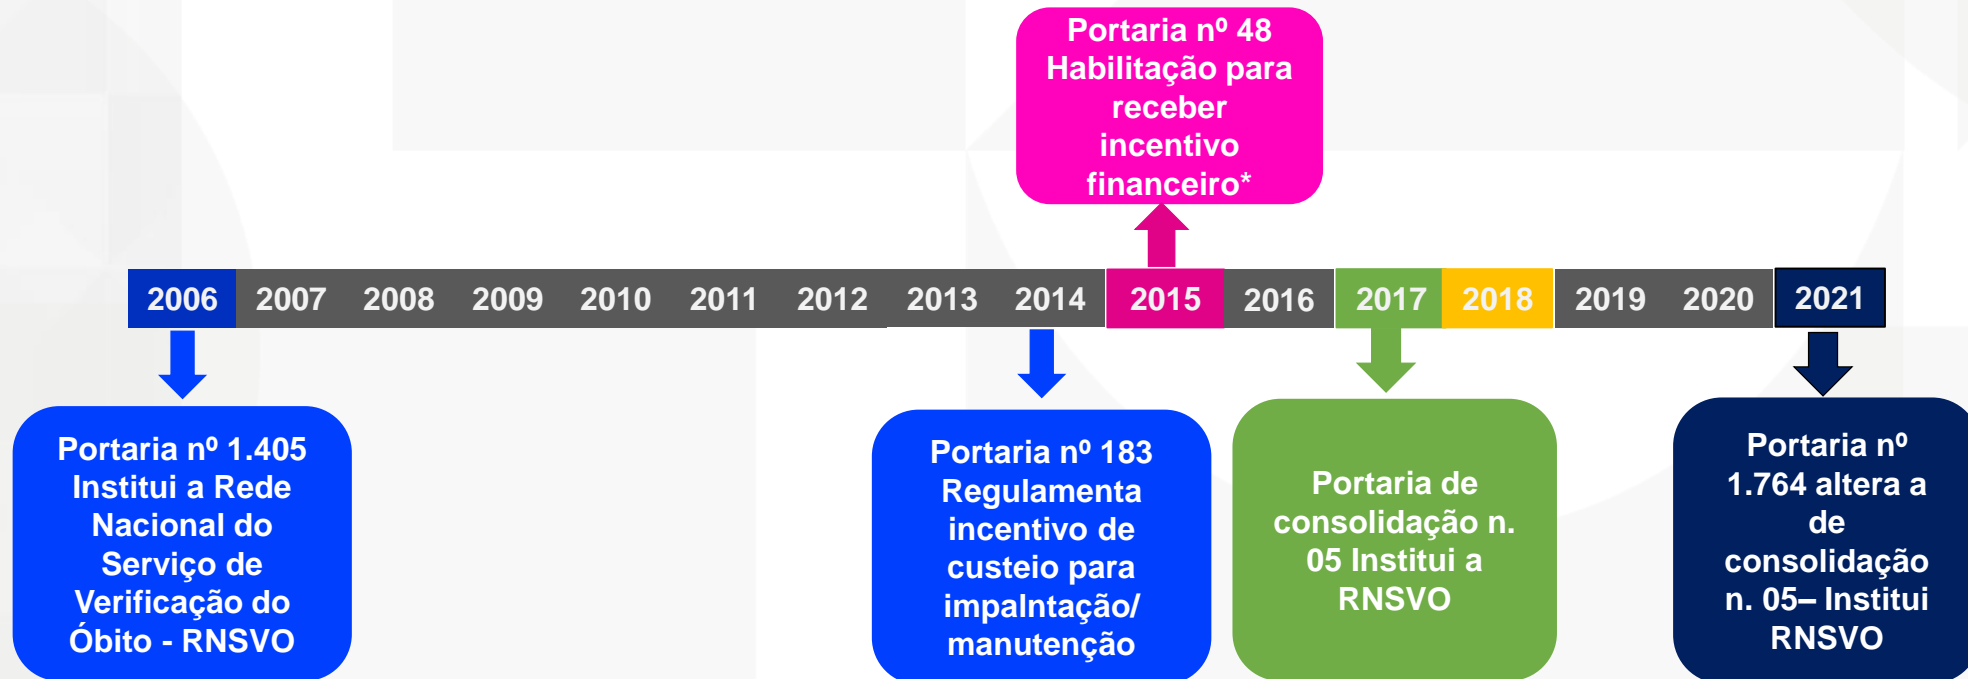 Portaria nº 48
Habilitação para
receber
incentivo
financeiro*
2006 2007 2008 2009 2010 2011 2012 2013 2014 2015 2016 2017 2018 2019 2020 2021
Portaria nº 1.405
Institui a Rede
Nacional do
Serviço de
Verificação do
Óbito - RNSVO
Portaria nº 183
Regulamenta
incentivo de
custeio para
impalntação/
manutenção
Portaria de
consolidação n.
05 Institui a
RNSVO
Portaria nº
1.764 altera a
de
consolidação
n. 05– Institui
RNSVO